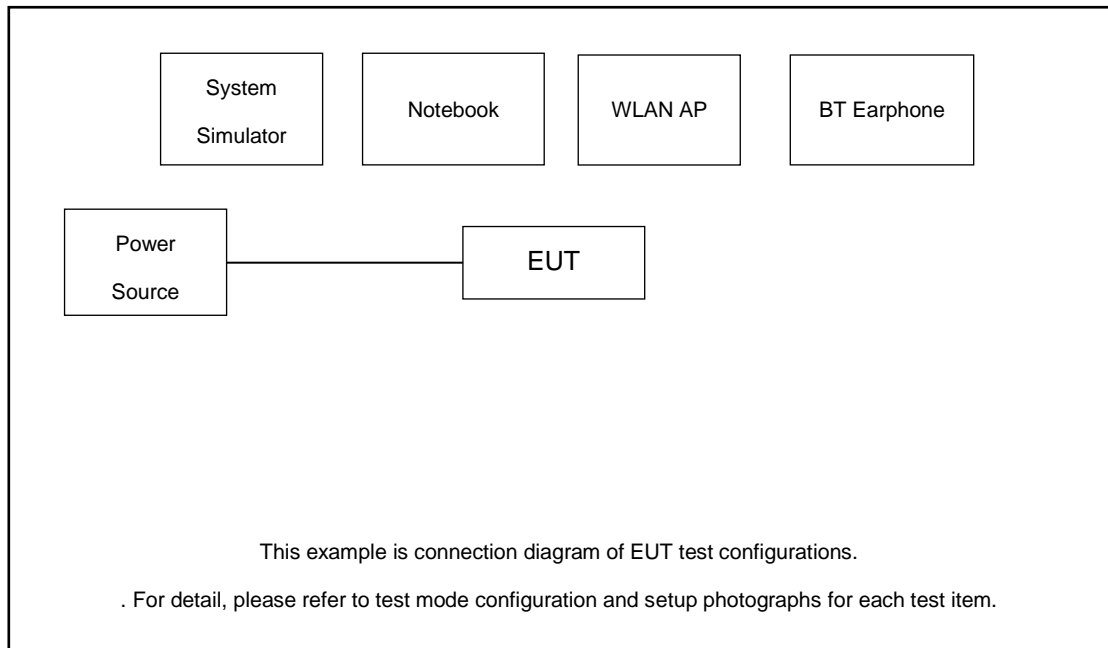 System
Simulator
Notebook
WLAN AP
BT Earphone
Power
Source
EUT
This example is connection diagram of EUT test configurations.
. For detail, please refer to test mode configuration and setup photographs for each test item.